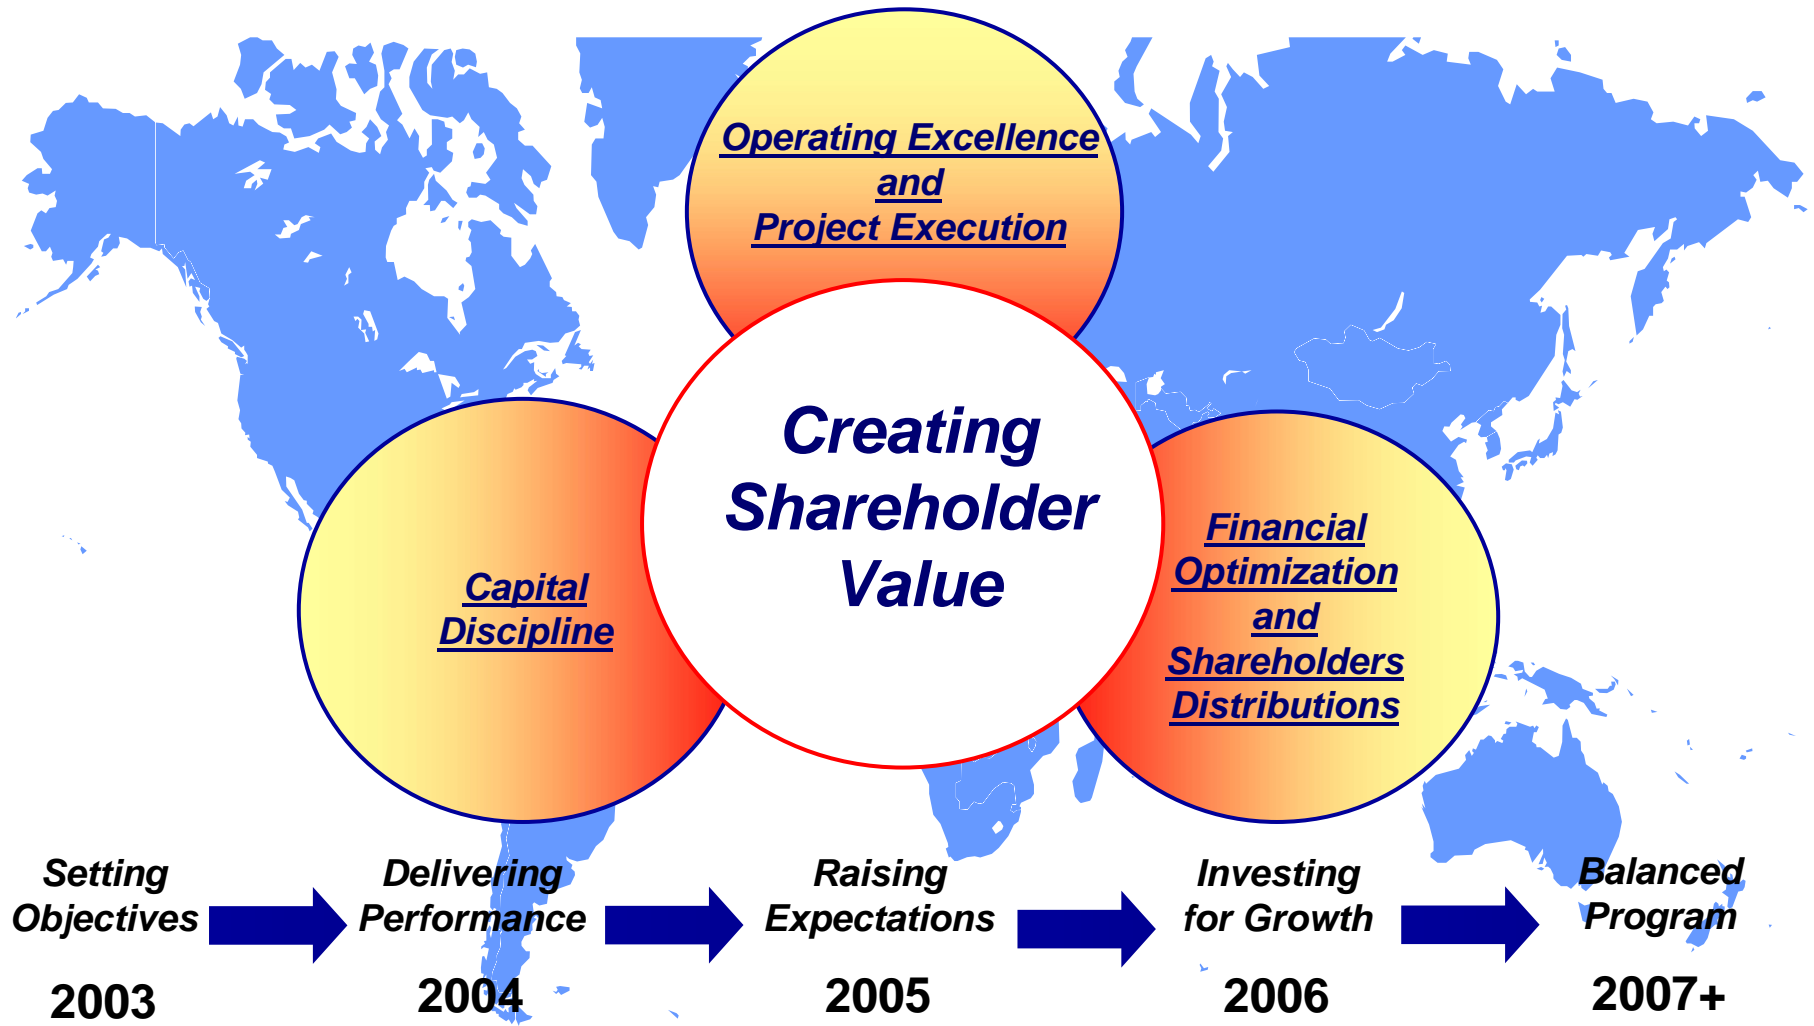 Operating Excellence
and
Project Execution
Creating
Shareholder
Value
Capital
Discipline
Financial
Optimization
and
Shareholders
Distributions
Setting
Objectives
2003
Delivering
Performance
2004
Raising
Expectations
2005
Investing
for Growth
2006
Balanced
Program
2007+